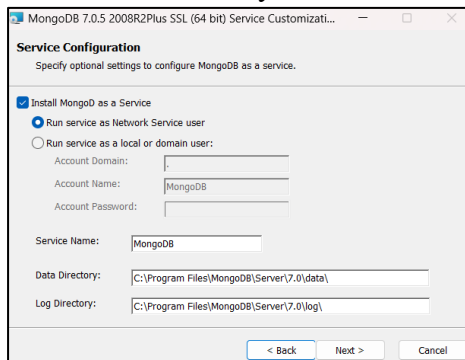 MongoDB 7.0.5 2008R2Plus SSL (64 bit) Service Customizati...
Service Configuration
Specify optional settings to configure MongoDB as a service.
Install MongoD as a Service
Run service as Network Service user
Run service as a local or domain user:
Account Domain: .
Account Name: MongoDB
Account Password:
Service Name: MongoDB
Data Directory: C:\Program Files\MongoDB\Server\7.0\data\
Log Directory: C:\Program Files\MongoDB\Server\7.0\log\
< Back Next > Cancel